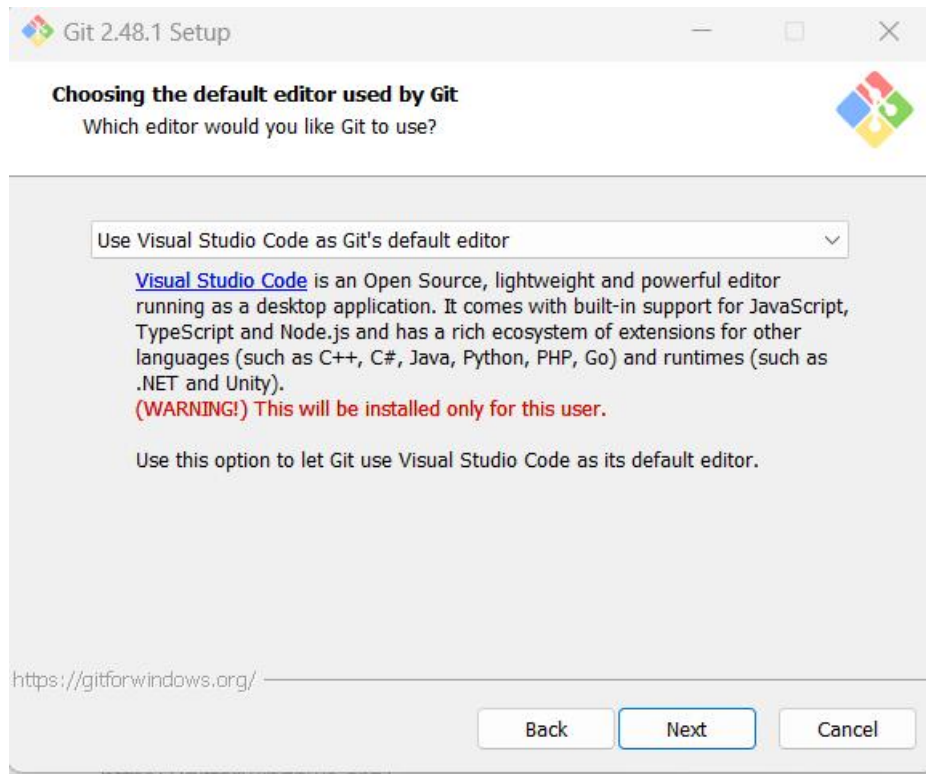 Git 2.48.1 Setup
Choosing the default editor used by Git
Which editor would you like Git to use?
Use Visual Studio Code as Git's default editor
Visual Studio Code is an Open Source, lightweight and powerful editor
running as a desktop application. It comes with built-in support for JavaScript,
TypeScript and Node.js and has a rich ecosystem of extensions for other
languages (such as C++, C#, Java, Python, PHP, Go) and runtimes (such as
.NET and Unity).
(WARNING!) This will be installed only for this user.
Use this option to let Git use Visual Studio Code as its default editor.
https://gitforwindows.org/
Back Next Cancel